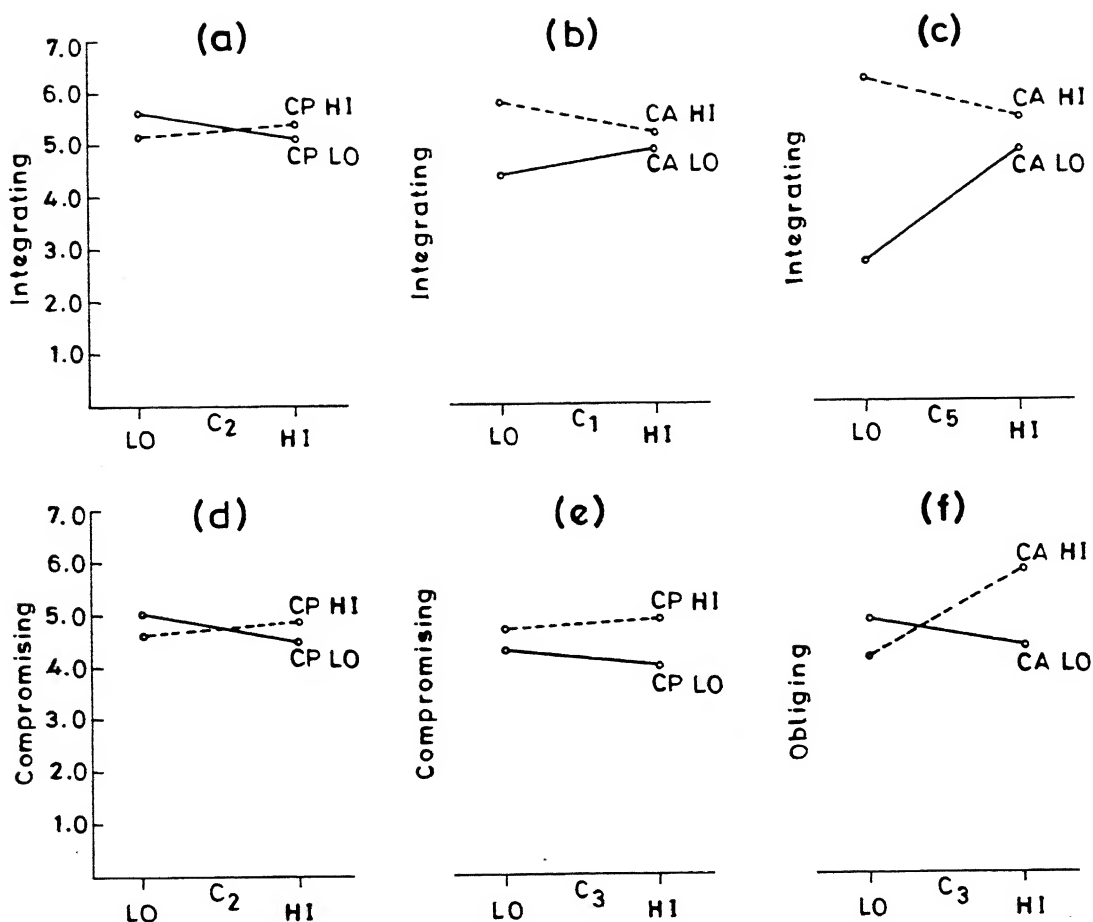 (a)
7.0
6.0
5.0
4.0
3.0
2.0
1.0
Integrating
CP HI
CP LO
LO
C2
HI
(b)
Integrating
CA HI
CA LO
LO
C1
HI
(c)
Integrating
CA HI
CA LO
LO
C5
HI
(d)
7.0
6.0
5.0
4.0
3.0
2.0
1.0
Compromising
CP HI
CP LO
LO
C2
HI
(e)
Compromising
CP HI
CP LO
LO
C3
HI
(f)
Obliging
CA HI
CA LO
LO
C3
HI